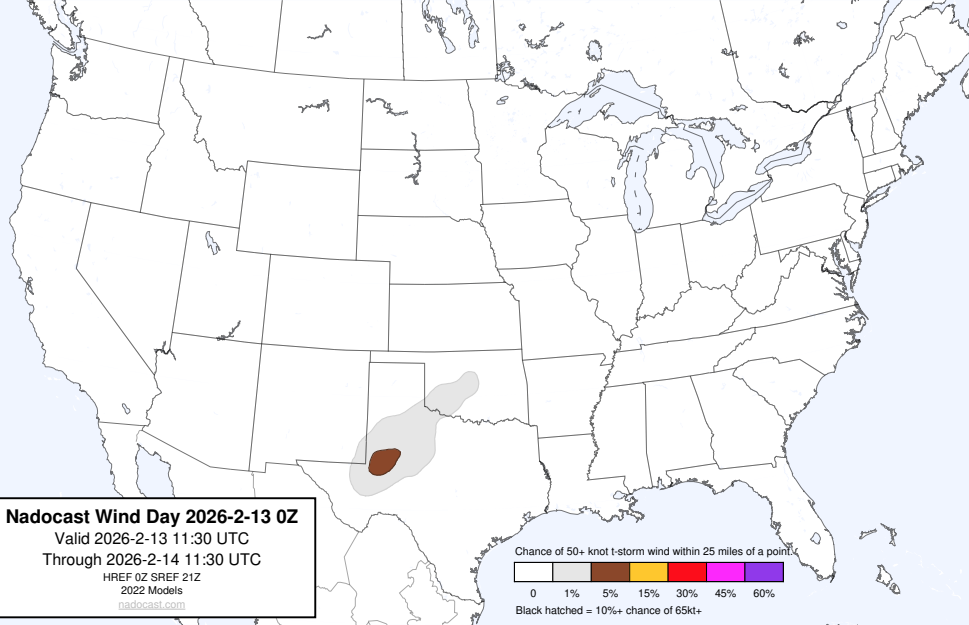 Nadocast Wind Day 2026-2-13 0Z
Valid 2026-2-13 11:30 UTC
Through 2026-2-14 11:30 UTC
HREF 0Z SREF 21Z
2022 Models
nadocast.com
Chance of 50+ knot t-storm wind within 25 miles of a point.
0 1% 5% 15% 30% 45% 60%
Black hatched = 10%+ chance of 65kt+